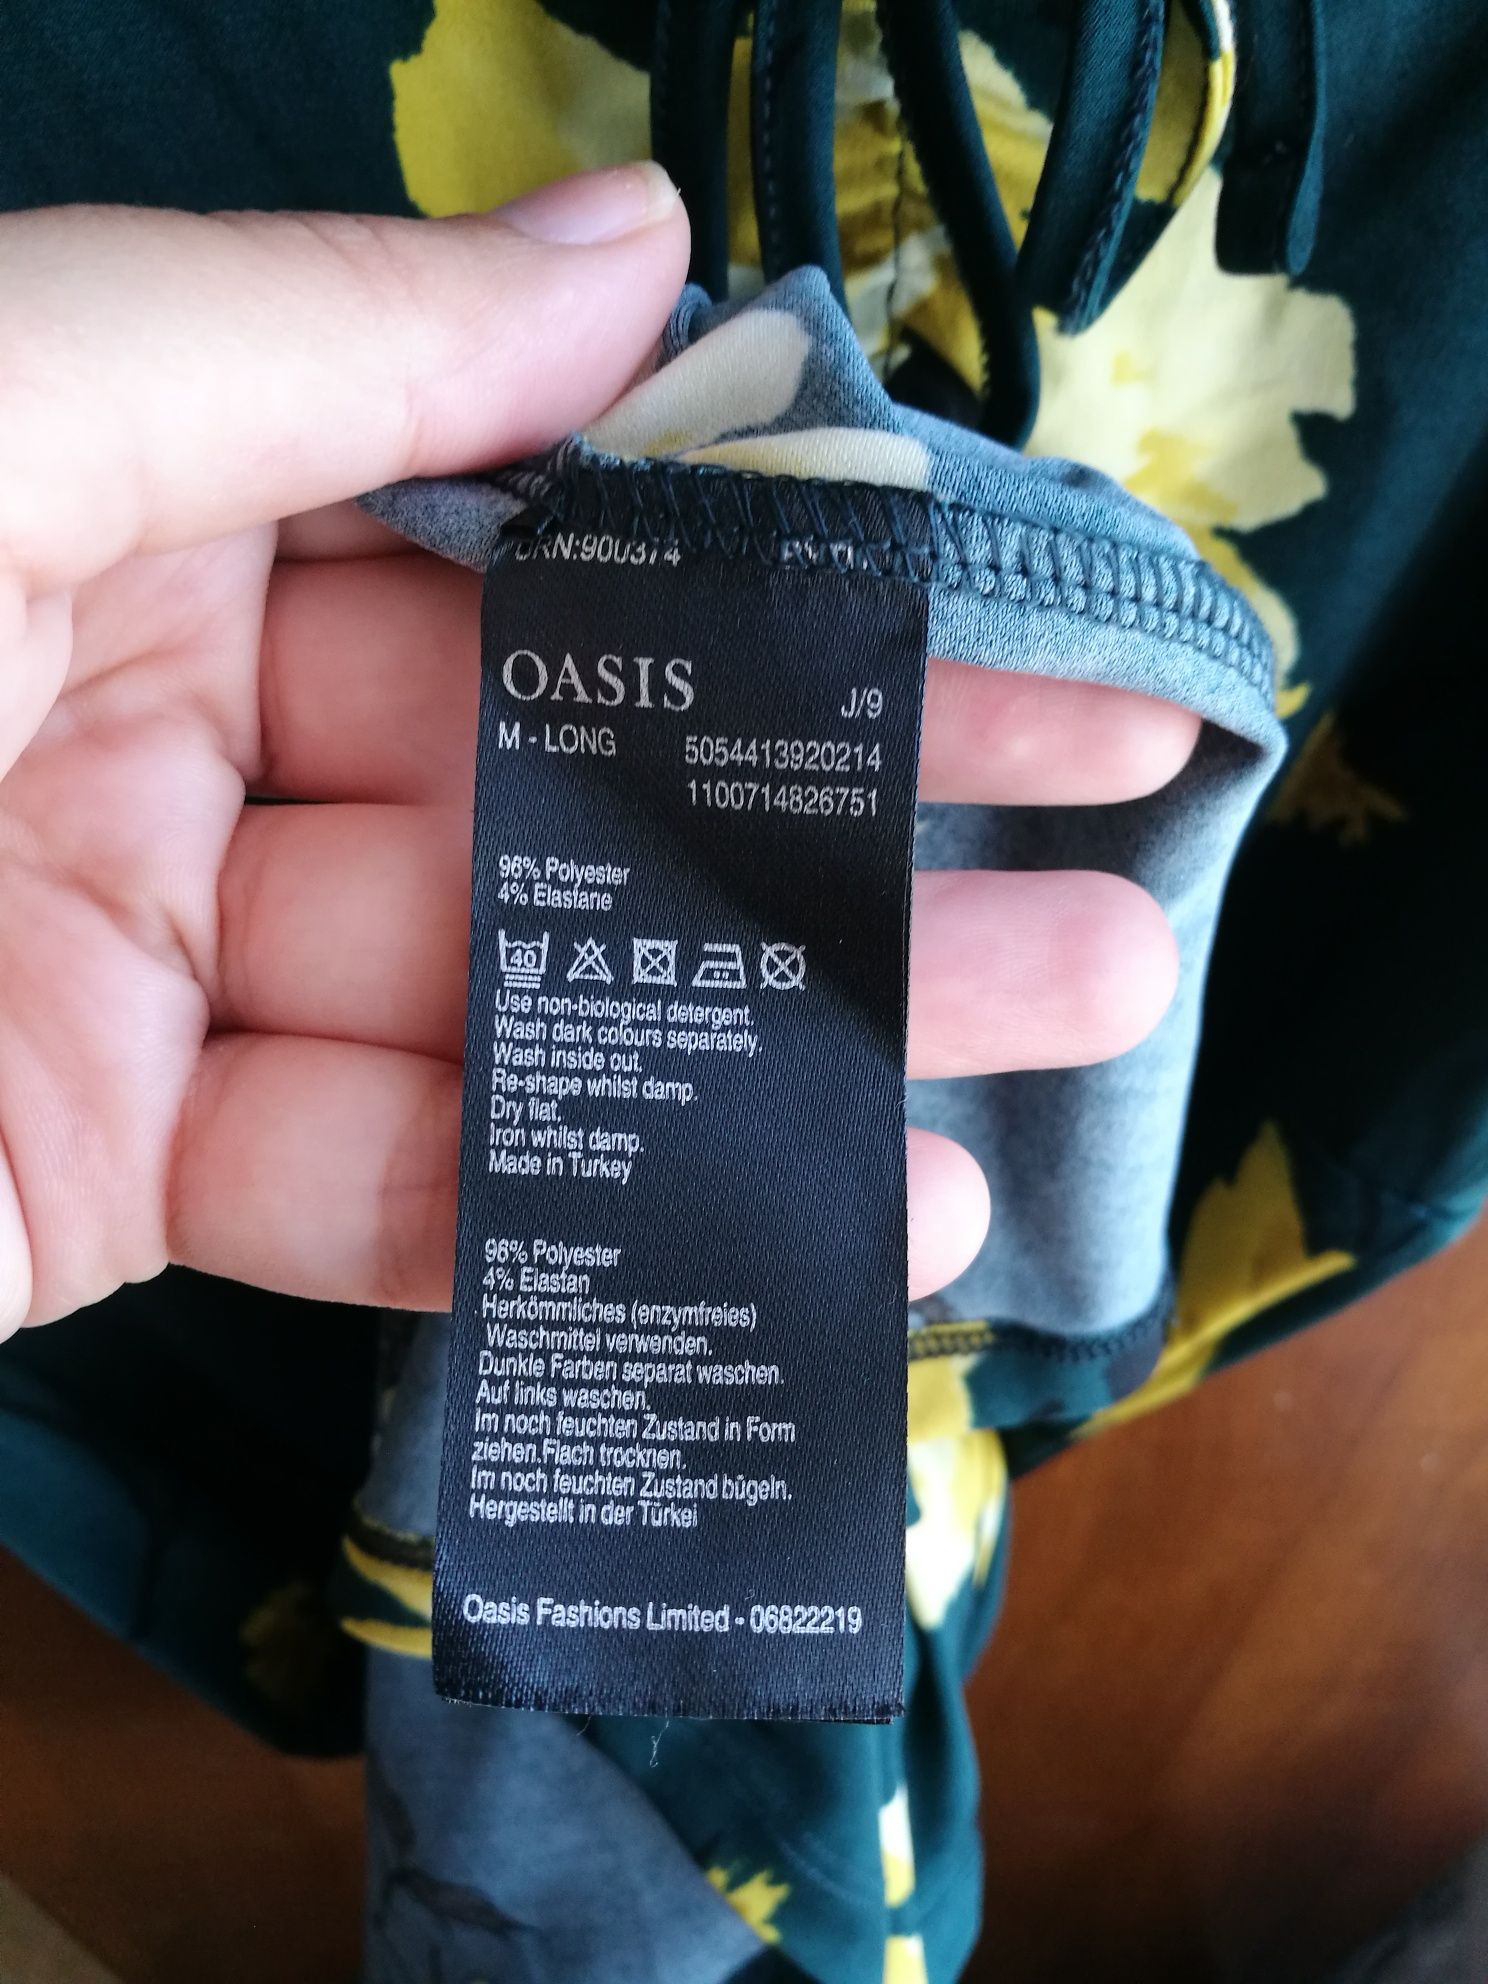 OASIS
J/9
M - LONG 5054413920214
1100714826751
96% Polyester
4% Elastane
40
Use non-biological detergent.
Wash dark colours separately.
Wash inside out.
Re-shape whilst damp.
Dry flat.
Iron whilst damp.
Made in Turkey
96% Polyester
4% Elastan
Herkömmliches (enzymfreies)
Waschmittel verwenden.
Dunkle Farben separat waschen.
Auf links waschen.
Im noch feuchten Zustand in Form
ziehen.Flach trocknen.
Im noch feuchten Zustand bügeln.
Hergestellt in der Türkei
Oasis Fashions Limited - 06822219